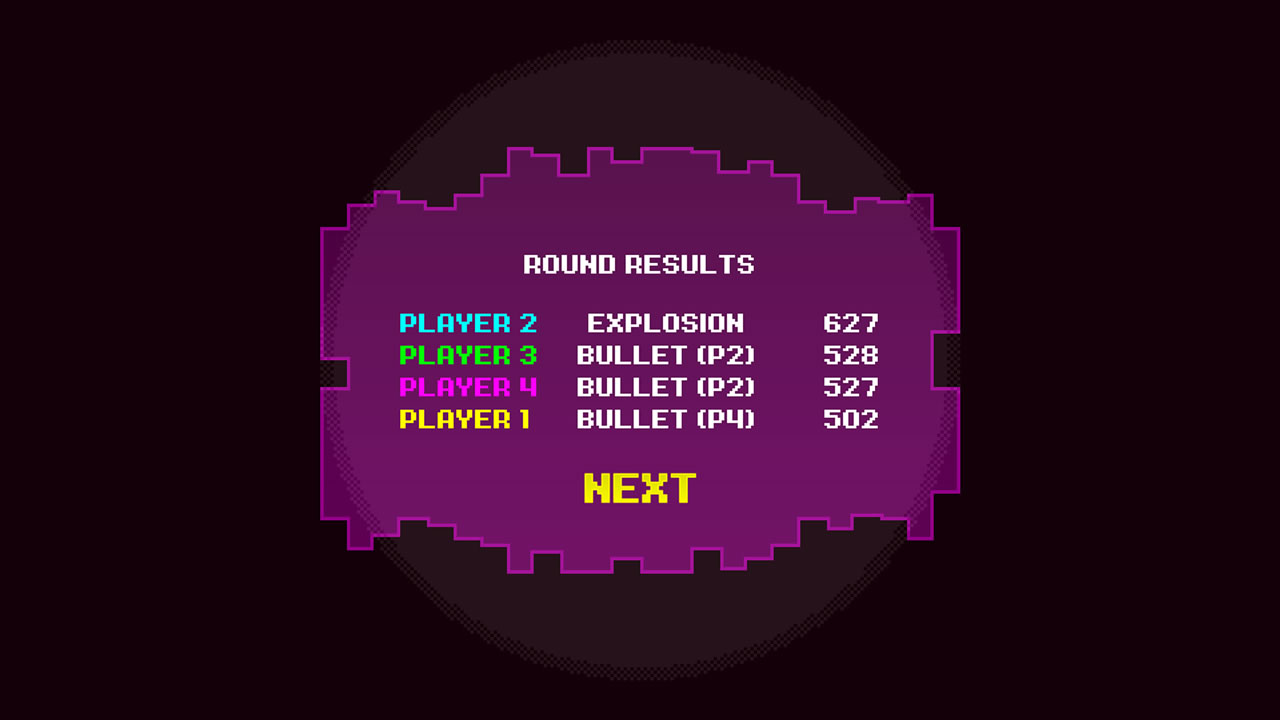 ROUND RESULTS
PLAYER 2 EXPLOSION 627
PLAYER 3 BULLET (P2) 528
PLAYER 4 BULLET (P2) 527
PLAYER 1 BULLET (P4) 502
NEXT